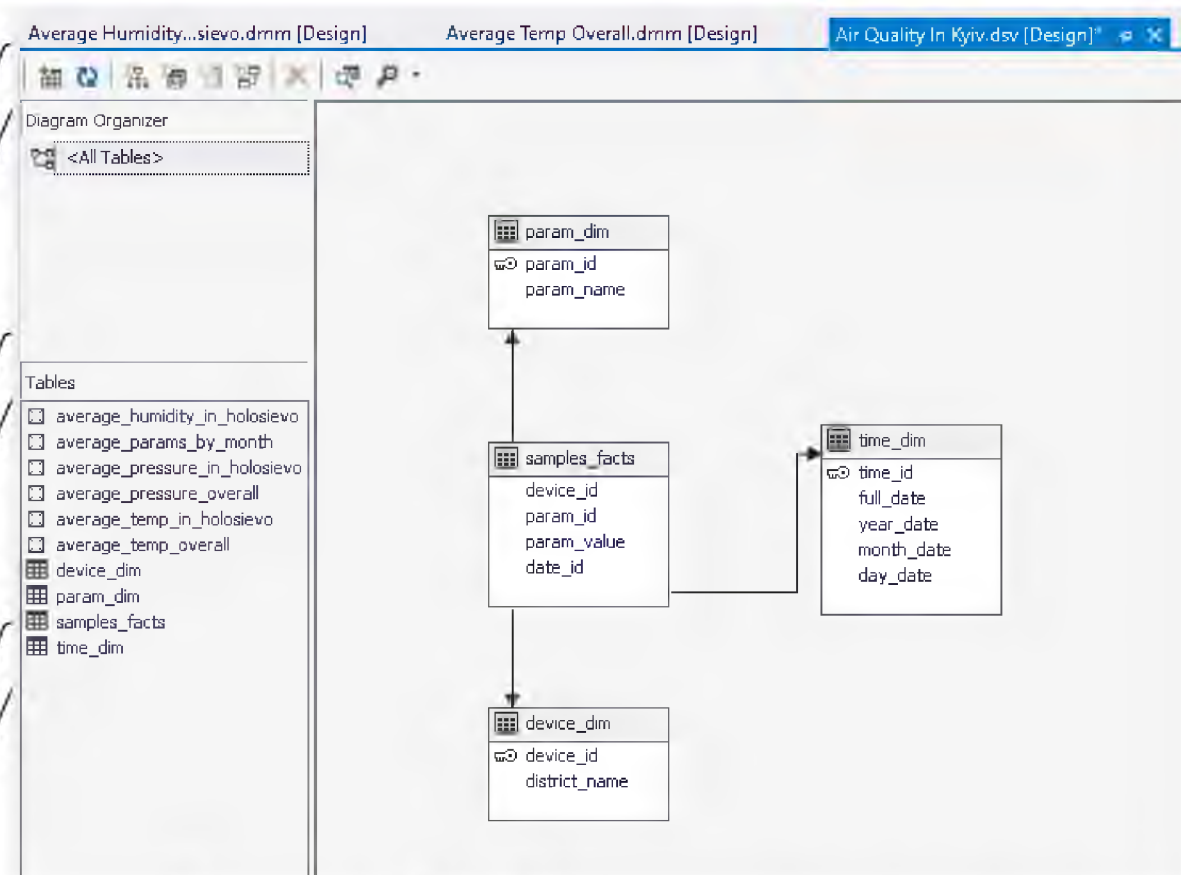 Average Humidity...sievo.dmm [Design]
Average Temp Overall.dmm [Design]
Air Quality In Kyiv.dsv [Design]*
Diagram Organizer
<All Tables>
Tables
average_humidity_in_holosievo
average_params_by_month
average_pressure_in_holosievo
average_pressure_overall
average_temp_in_holosievo
average_temp_overall
device_dim
param_dim
samples_facts
time_dim
param_dim
param_id
param_name
samples_facts
device_id
param_id
param_value
date_id
time_dim
time_id
full_date
year_date
month_date
day_date
device_dim
device_id
district_name